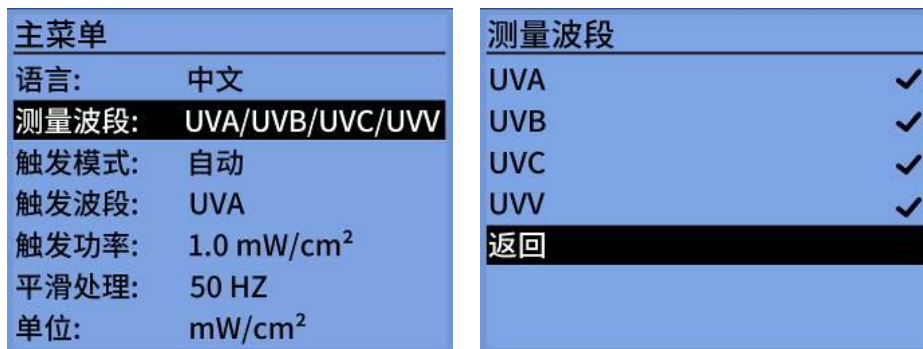 主菜单
语言: 中文
测量波段: UVA/UVB/UVC/UVV
触发模式: 自动
触发波段: UVA
触发功率: 1.0 mW/cm²
平滑处理: 50 HZ
单位: mW/cm²
测量波段
UVA ✓
UVB ✓
UVC ✓
UVV ✓
返回